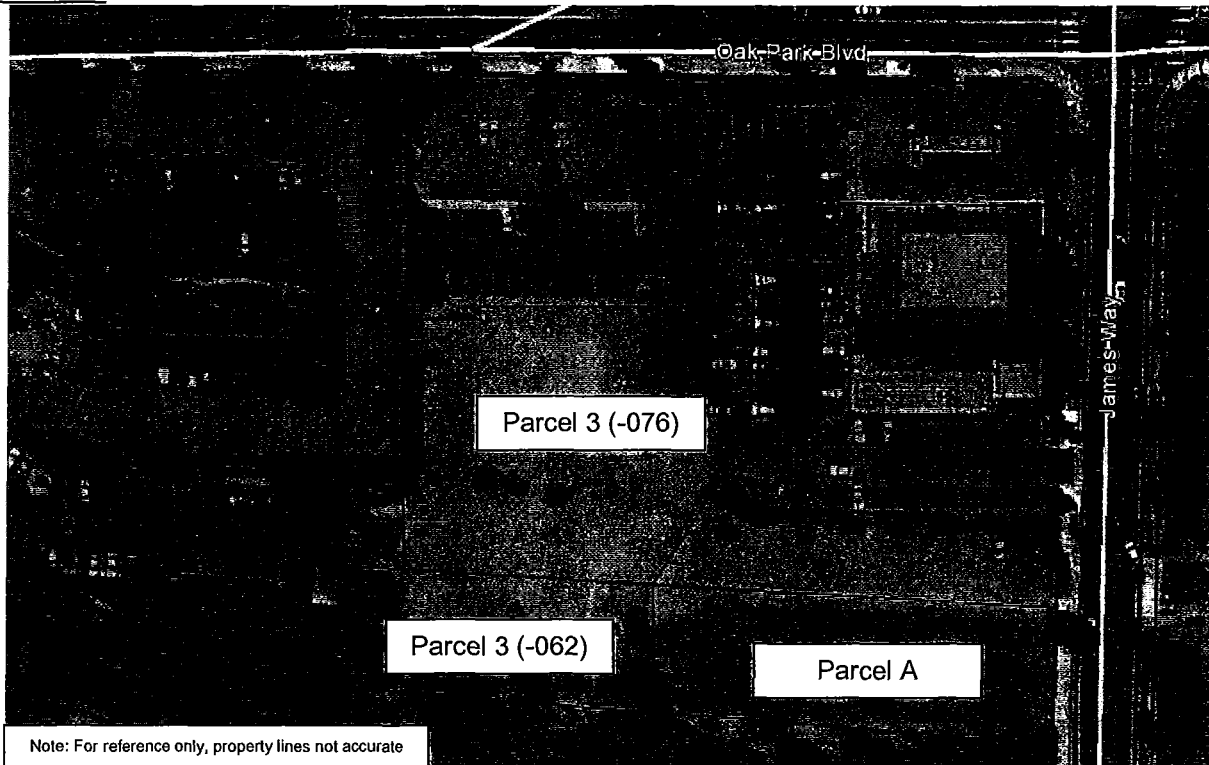 Oak Park Blvd
James Way
Parcel 3 (-076)
Parcel 3 (-062)
Parcel A
Note: For reference only, property lines not accurate